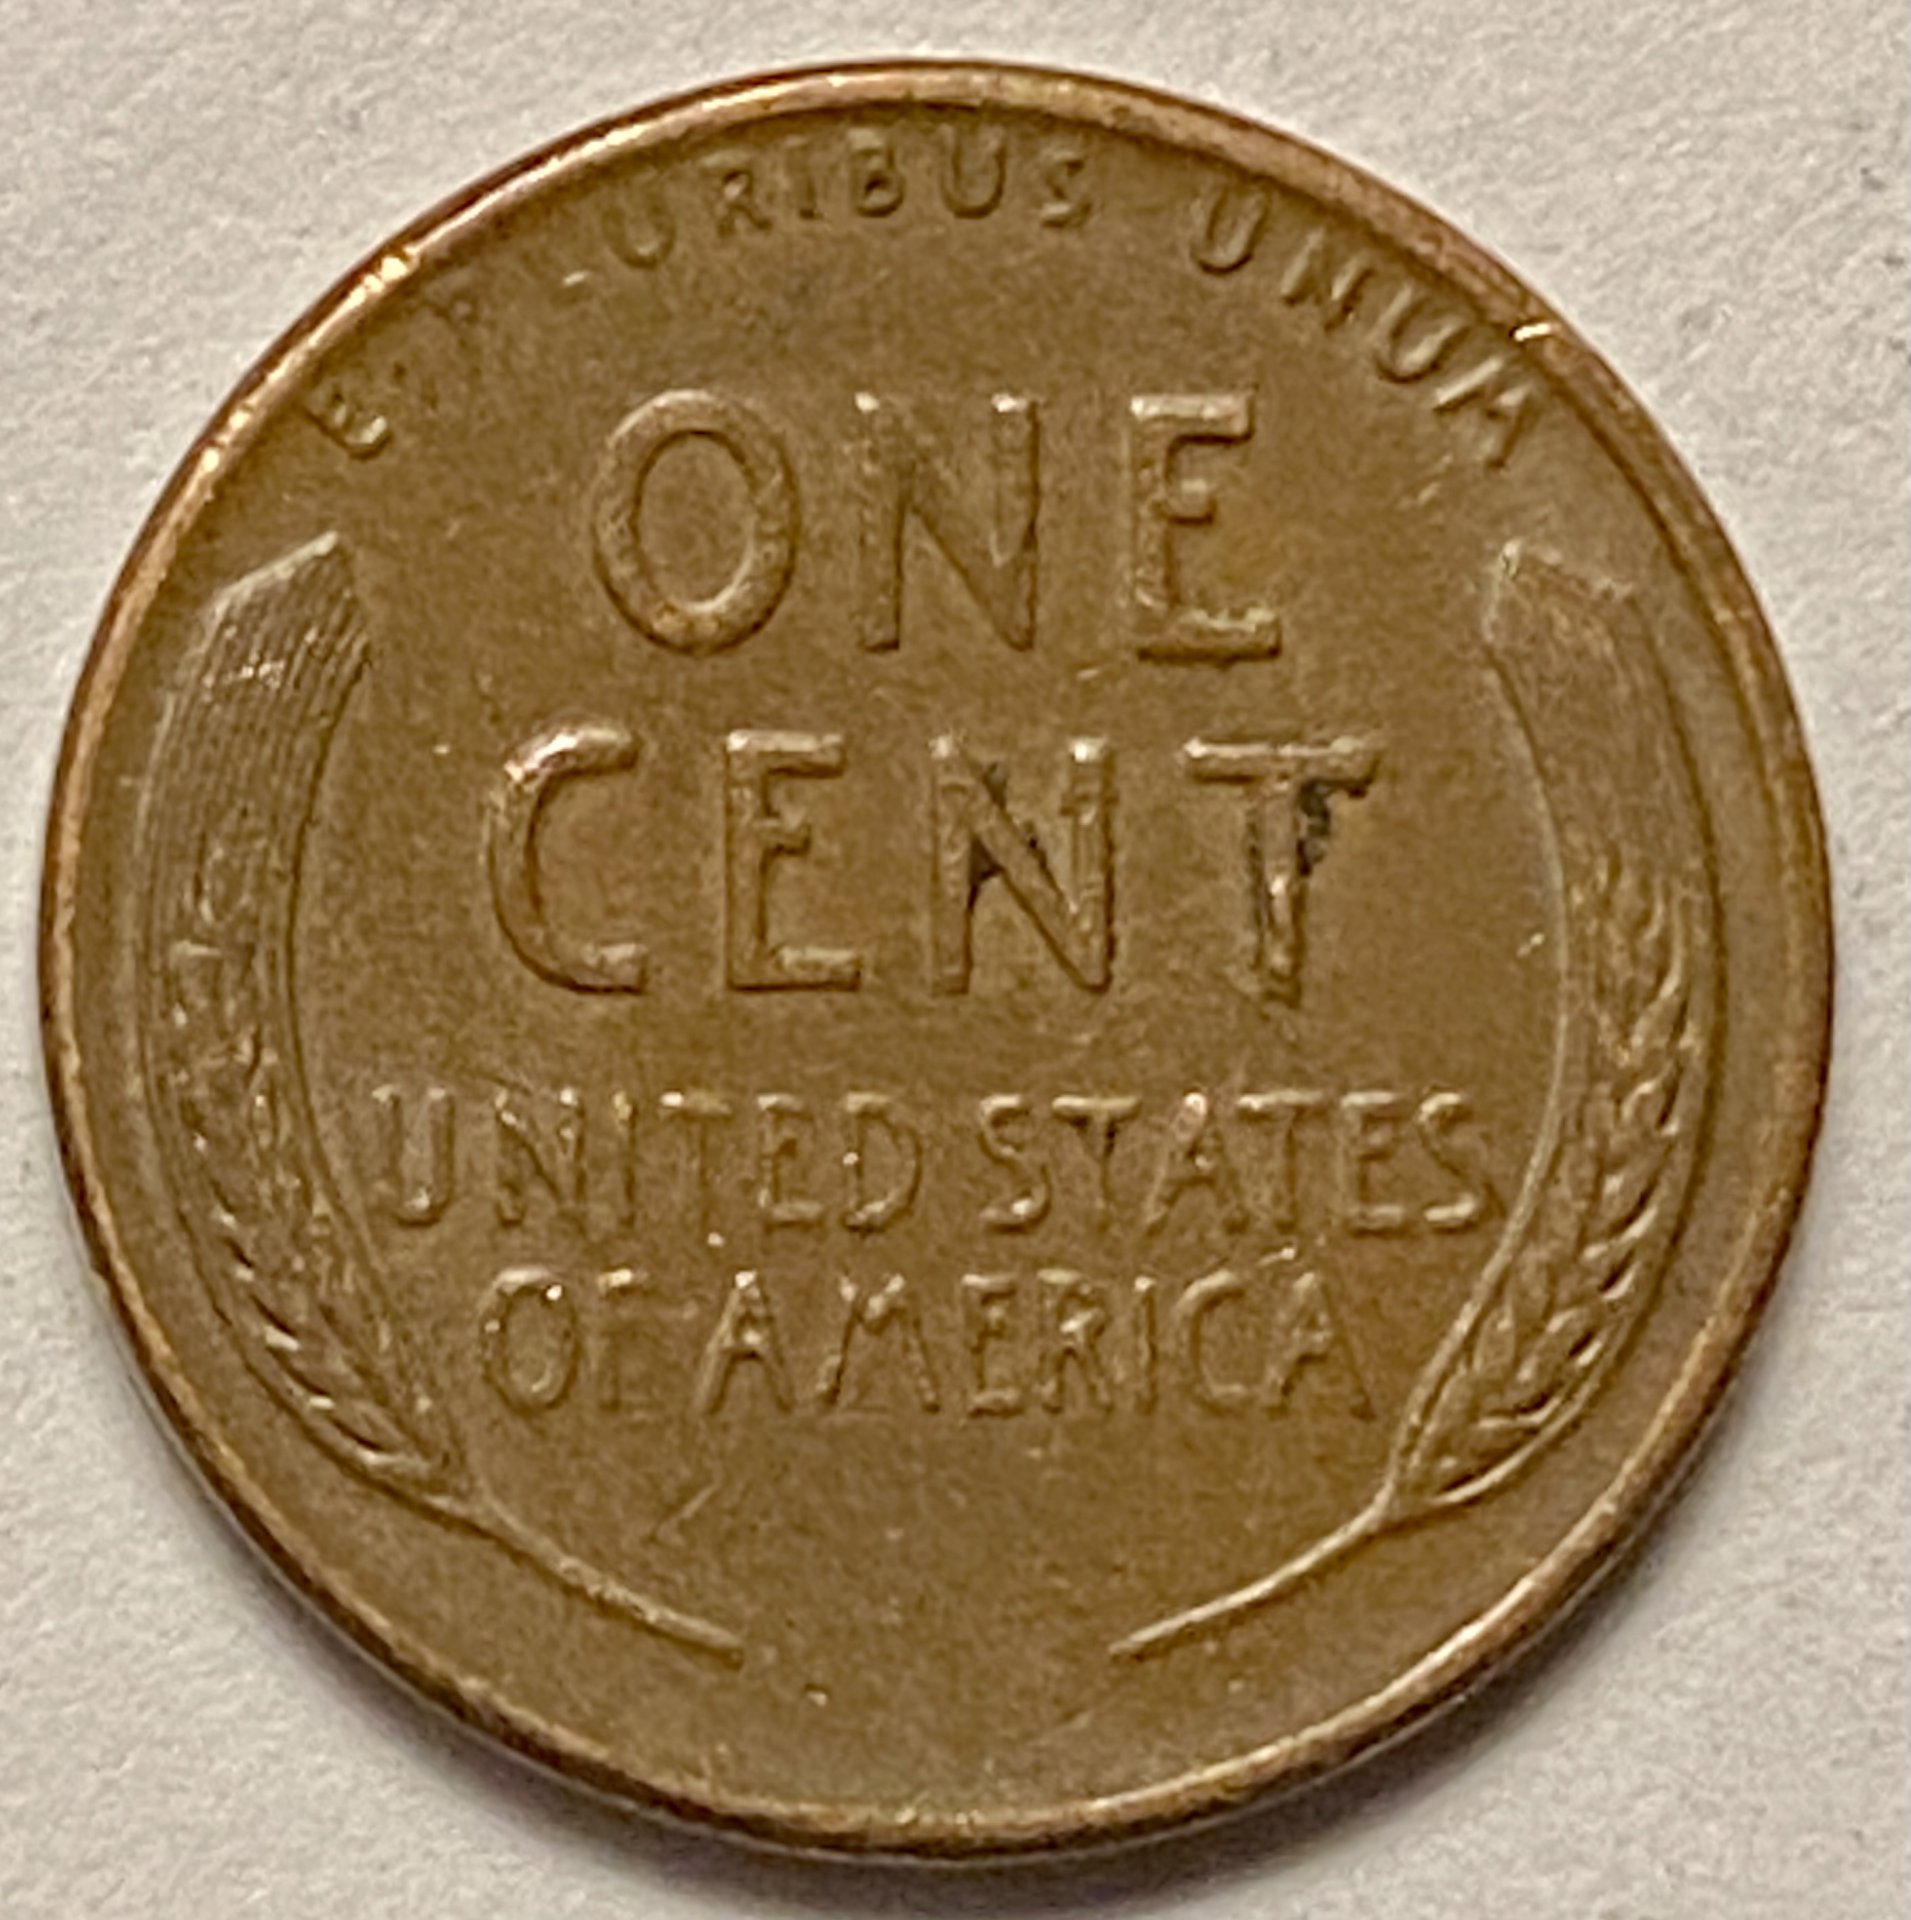 E · PLURIBUS · UNUM
ONE
CENT
UNITED STATES
OF AMERICA